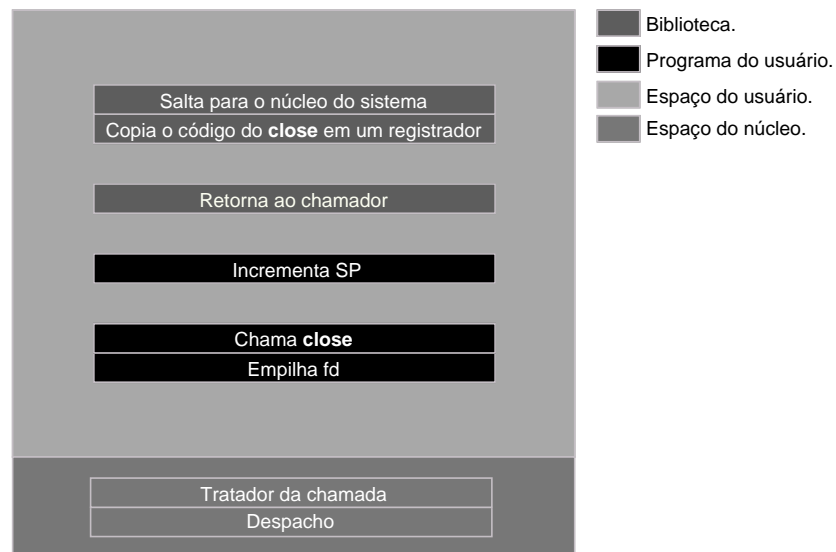 Salta para o núcleo do sistema
Copia o código do close em um registrador
Retorna ao chamador
Incrementa SP
Chama close
Empilha fd
Tratador da chamada
Despacho
Biblioteca.
Programa do usuário.
Espaço do usuário.
Espaço do núcleo.